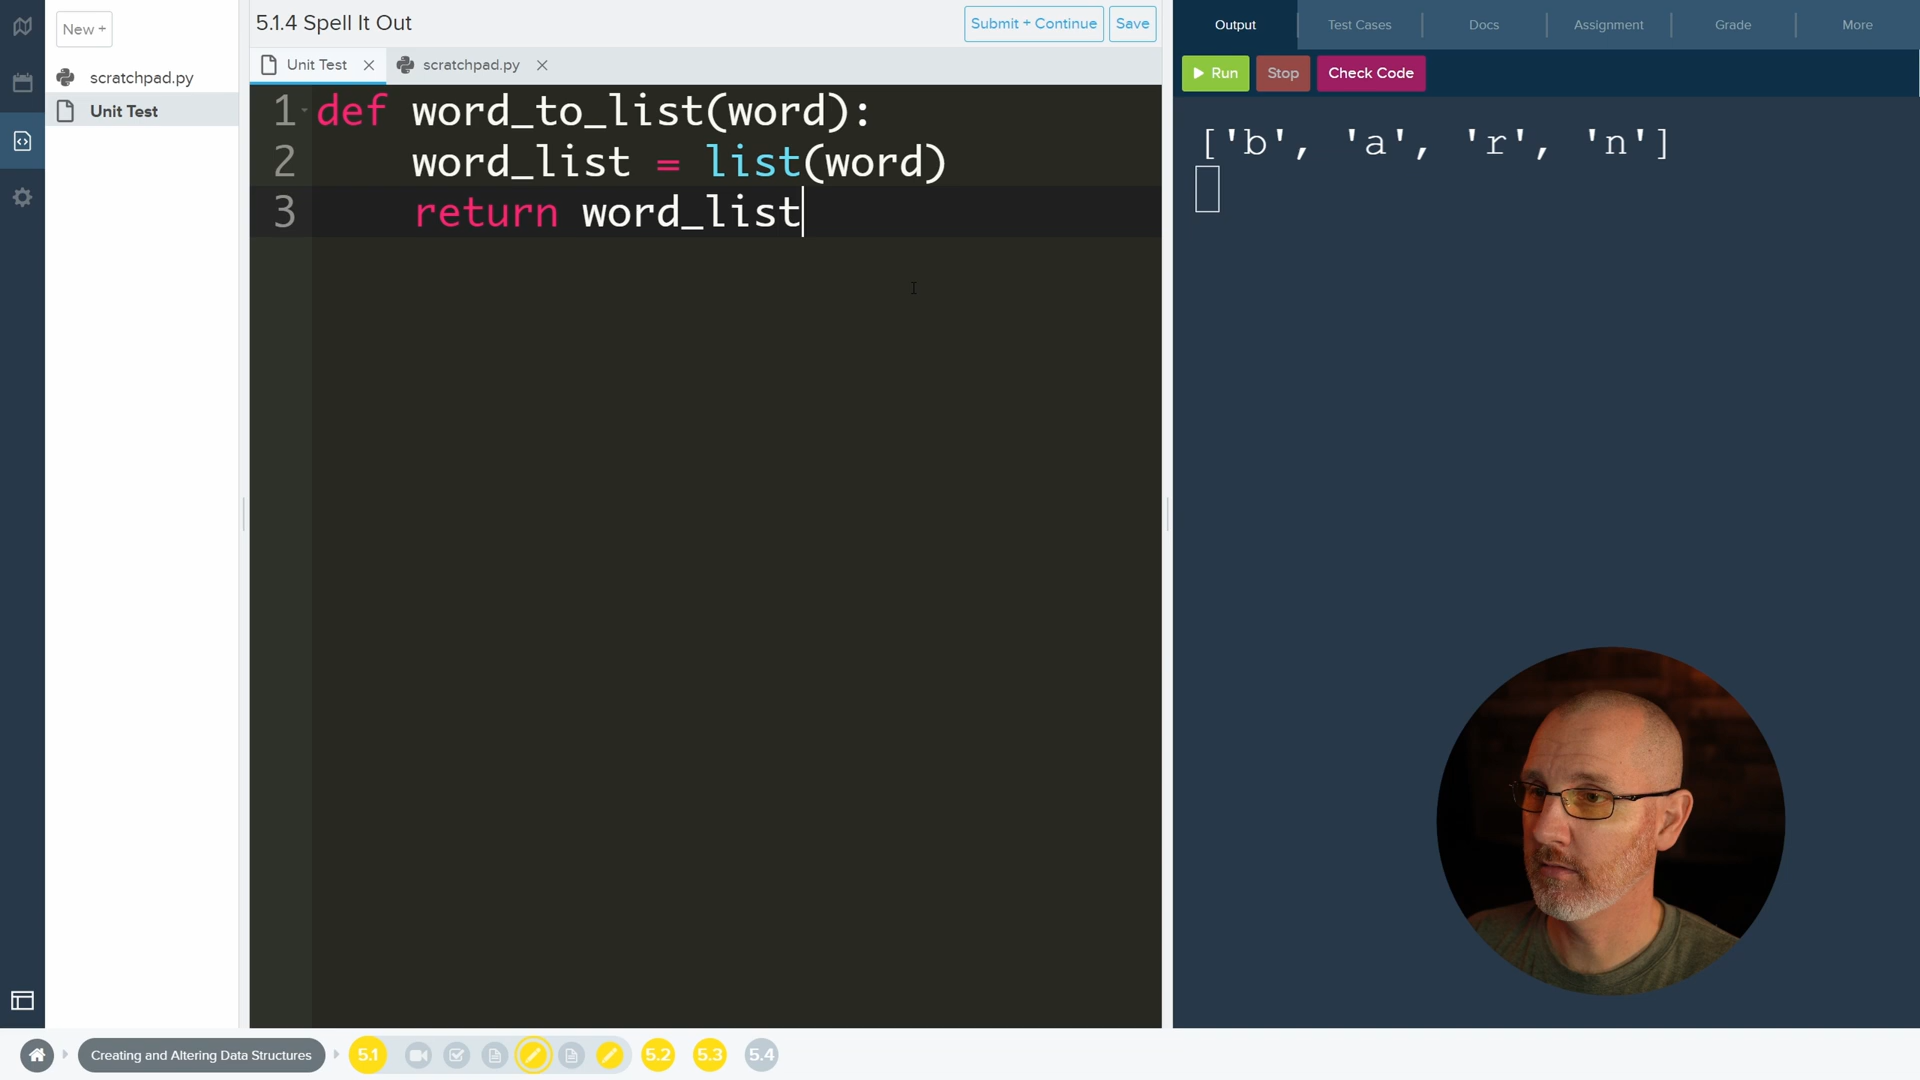 New +
5.1.4 Spell It Out
Submit + Continue
Save
Output
Test Cases
Docs
Assignment
Grade
More
scratchpad.py
Unit Test
Unit Test
scratchpad.py
Run
Stop
Check Code
1 def word_to_list(word):
2 word_list = list(word)
3 return word_list
['b', 'a', 'r', 'n']
Creating and Altering Data Structures
5.1
5.2
5.3
5.4